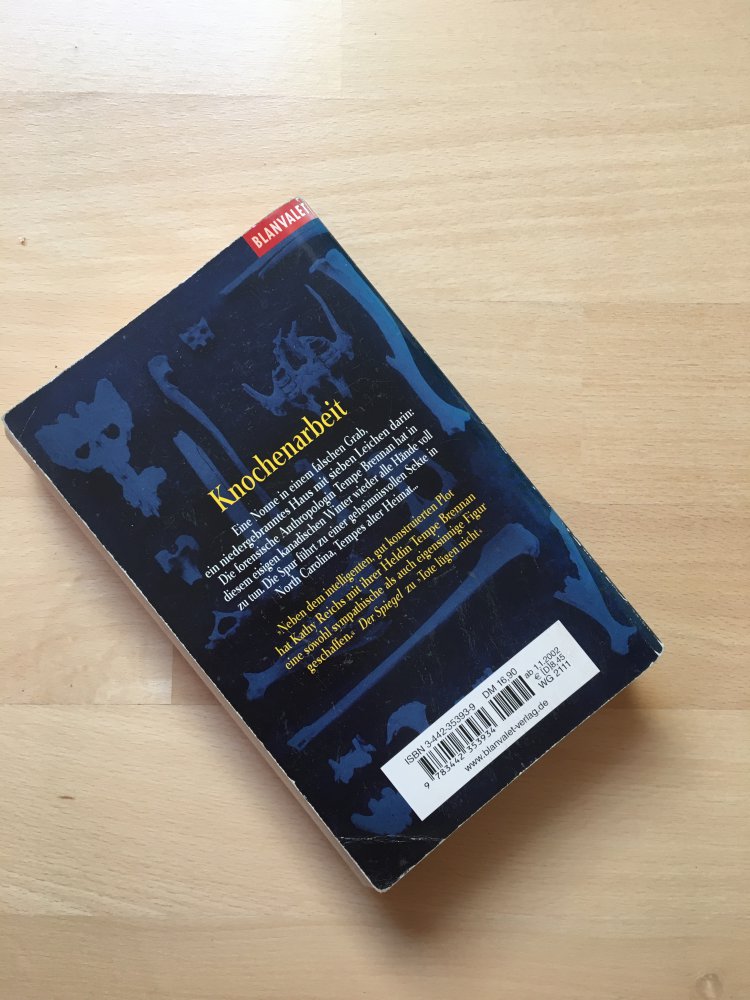 BLANVALET
Knochenarbeit
Eine Nonne in einem falschen Grab,
ein niedergebranntes Haus mit sieben Leichen darin:
Die forensische Anthropologin Tempe Brennan hat in
diesem eisigen kanadischen Winter wieder alle Hände voll
zu tun. Die Spur führt zu einer geheimnisvollen Sekte in
North Carolina, Tempes alter Heimat...
›Neben dem intelligenten, gut konstruierten Plot
hat Kathy Reichs mit ihrer Heldin Tempe Brennan
eine sowohl sympathische als auch eigensinnige Figur
geschaffen.‹ Der Spiegel zu ›Tote lügen nicht‹
ISBN 3-442-35393-9 DM 16,90 ab 1.1.2002
€ (D)8,45
WG 2111
9 783442 353934
www.blanvalet-verlag.de